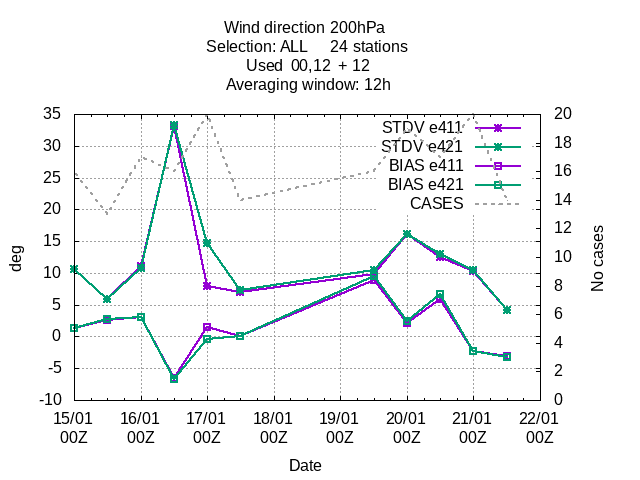 Wind direction 200hPa
Selection: ALL 24 stations
Used 00,12 + 12
Averaging window: 12h
35
30
25
20
15
10
5
0
-5
-10
20
18
16
14
12
10
8
6
4
2
0
STDV e411
STDV e421
BIAS e411
BIAS e421
CASES
deg
No cases
15/01 16/01 17/01 18/01 19/01 20/01 21/01 22/01
00Z 00Z 00Z 00Z 00Z 00Z 00Z 00Z
Date